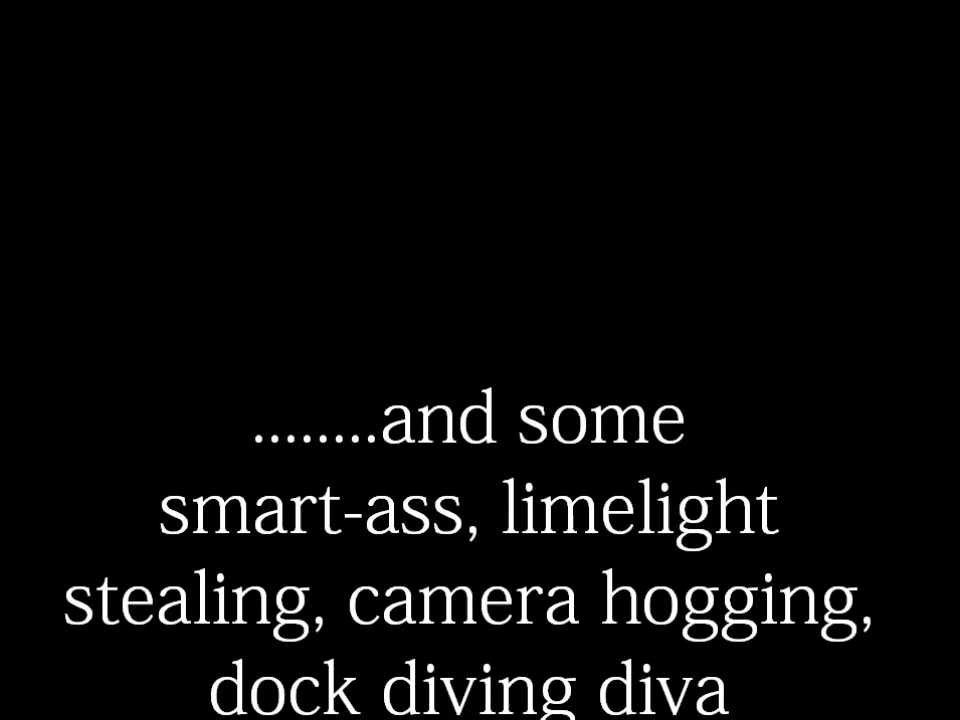 ........and some
smart-ass, limelight
stealing, camera hogging,
dock diving diva